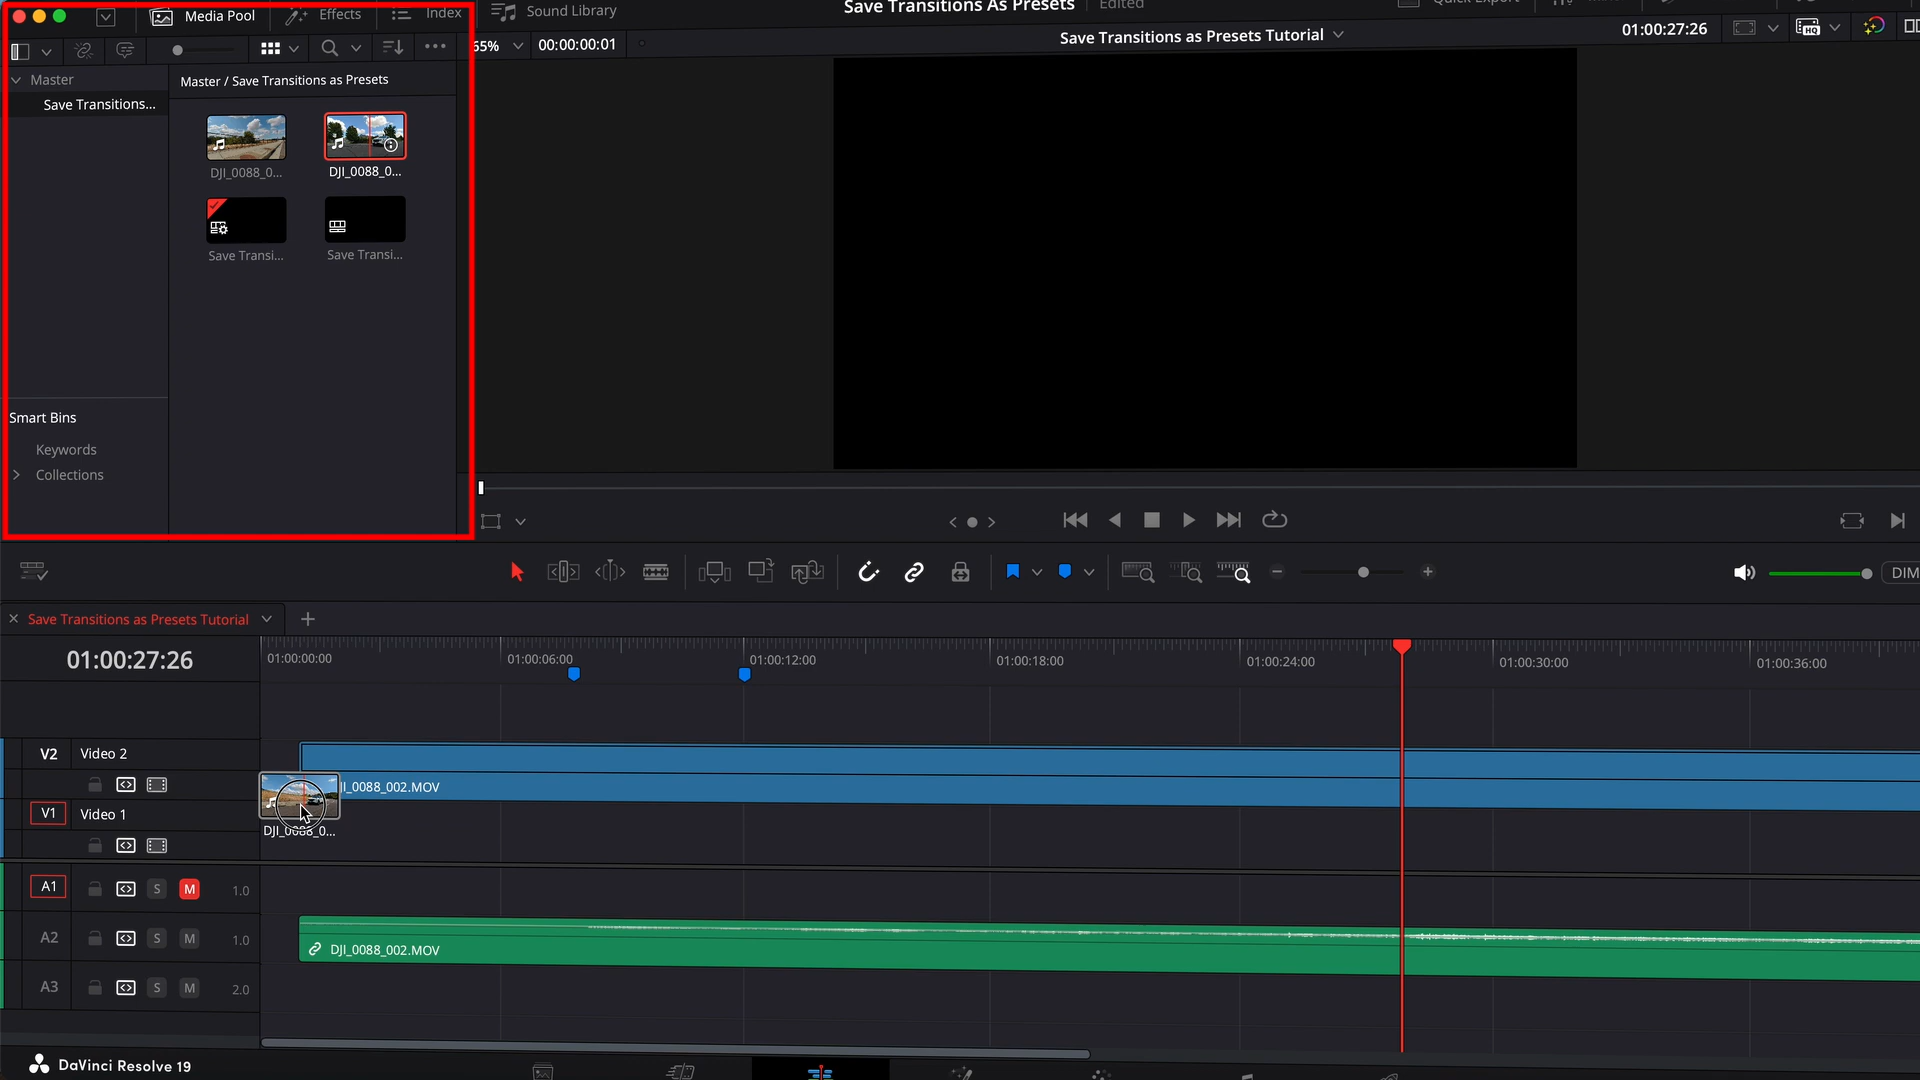 Media Pool
Effects
Index
Sound Library
Save Transitions As Presets
Edited
65%
00:00:00:01
Save Transitions as Presets Tutorial
01:00:27:26
HQ
Master
Master / Save Transitions as Presets
Save Transitions...
DJI_0088_0...
DJI_0088_0...
Save Transi...
Save Transi...
Smart Bins
Keywords
Collections
DIM
Save Transitions as Presets Tutorial
01:00:27:26
01:00:00:00
01:00:06:00
01:00:12:00
01:00:18:00
01:00:24:00
01:00:30:00
01:00:36:00
V2
Video 2
I_0088_002.MOV
V1
Video 1
DJI_0088_0...
A1
S
M
1.0
A2
S
M
1.0
DJI_0088_002.MOV
A3
S
M
2.0
DaVinci Resolve 19